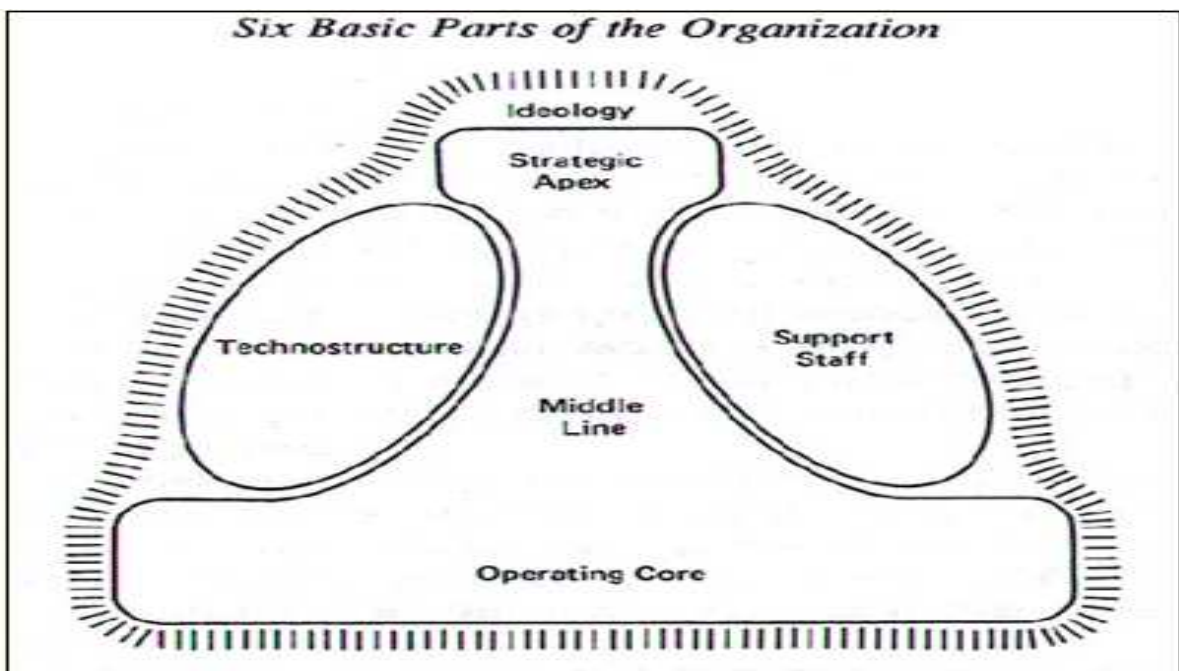 Six Basic Parts of the Organization
Ideology
Strategic
Apex
Technostructure
Support
Staff
Middle
Line
Operating Core